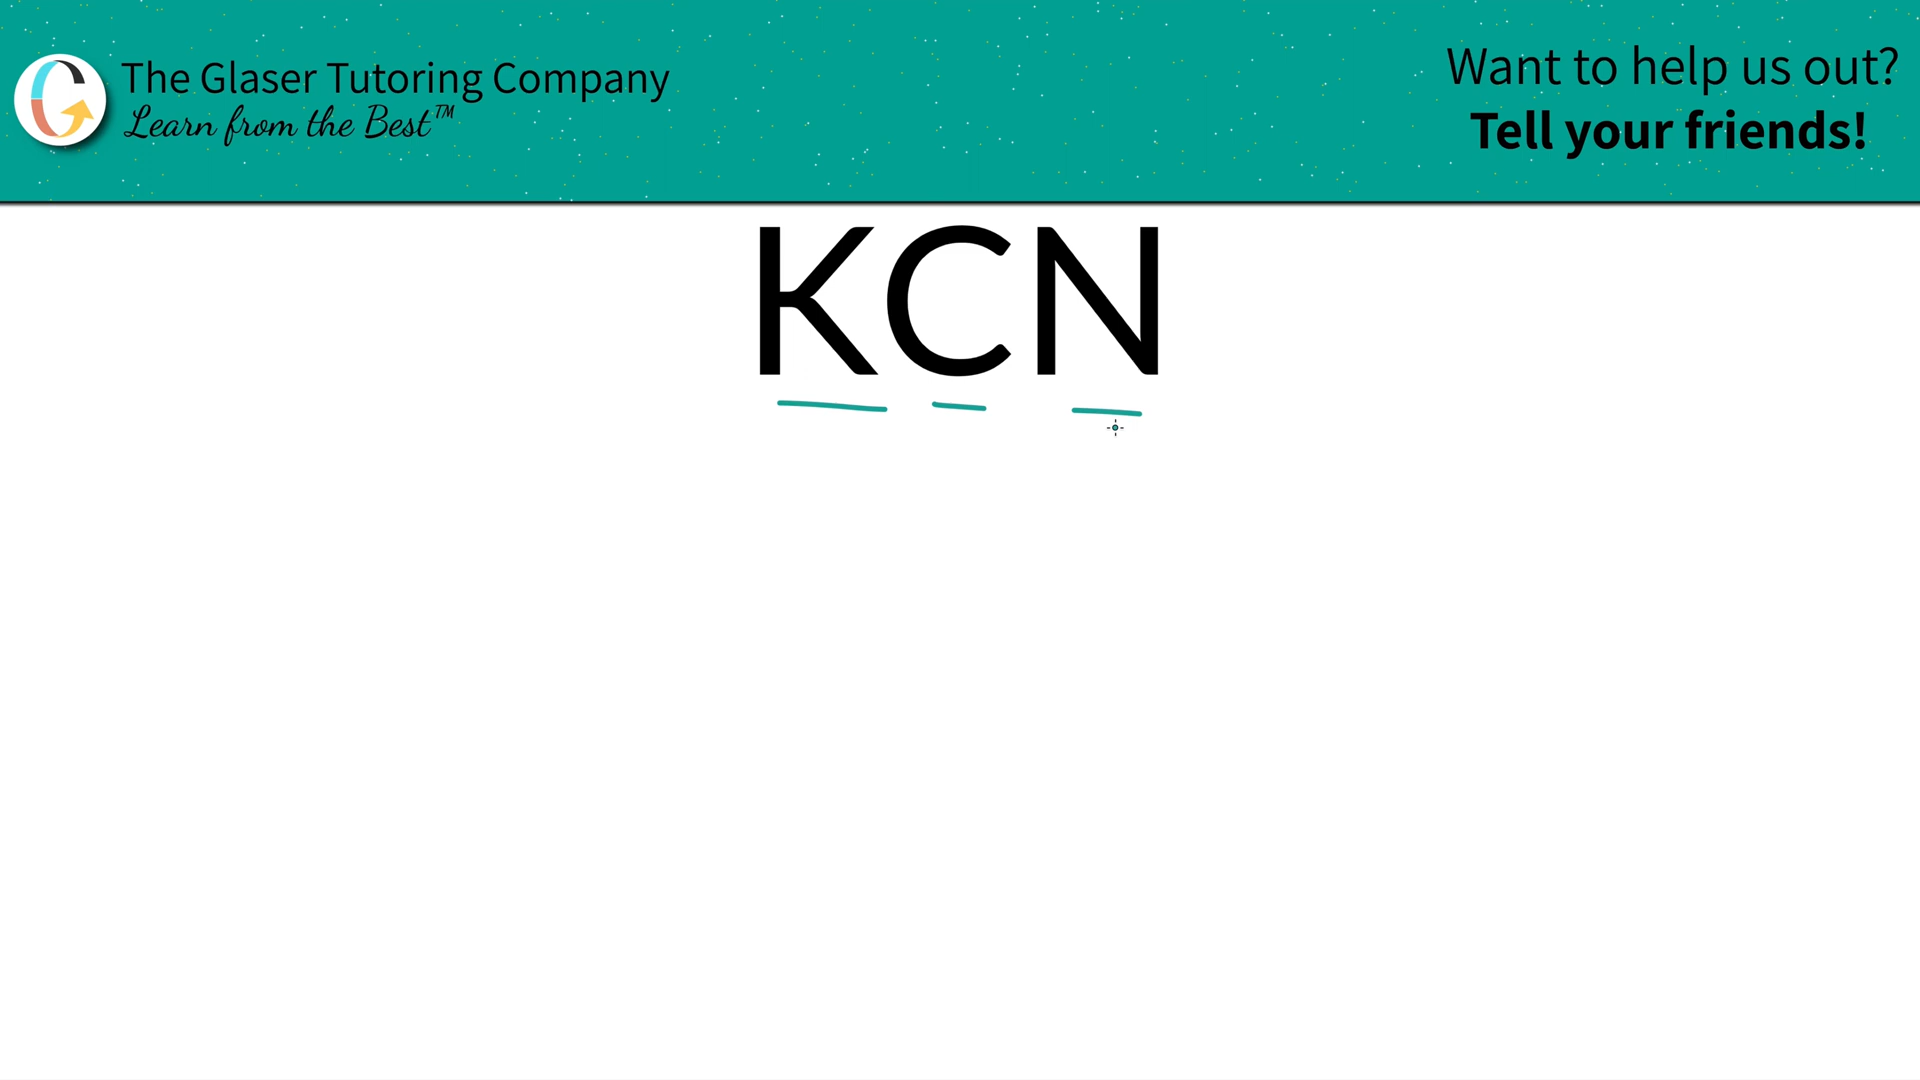 The Glaser Tutoring Company
Learn from the Best™
Want to help us out?
Tell your friends!
KCN